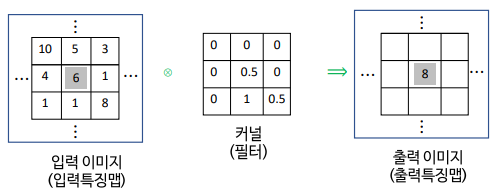 ⋮ ⋮
10 5 3 0 0 0
… 4 6 1 … ⊗ 0 0.5 0 ⇒ … 8 …
1 1 8 0 1 0.5
⋮ ⋮
커널
(필터)
입력 이미지
(입력특징맵)
출력 이미지
(출력특징맵)